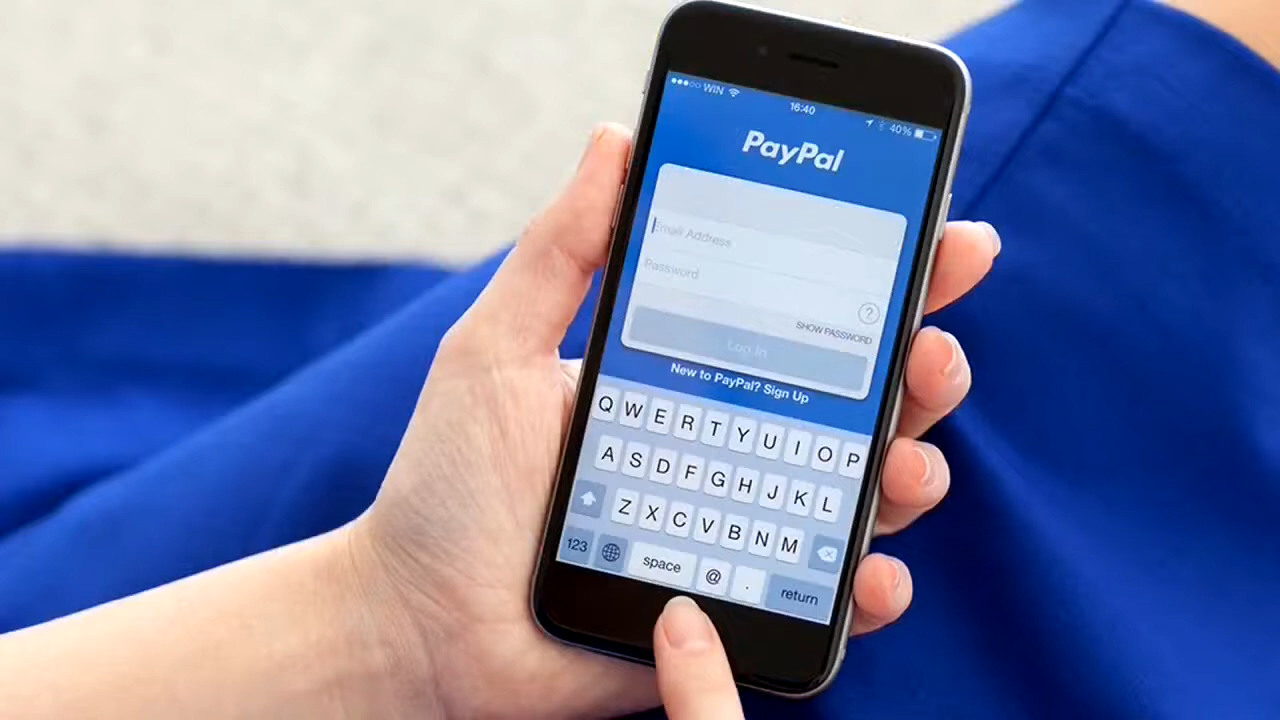 WIN
16:40
40%
PayPal
Email Address
Password
?
SHOW PASSWORD
Log In
New to PayPal? Sign Up
Q W E R T Y U I O P
A S D F G H J K L
Z X C V B N M
123 space @ . return